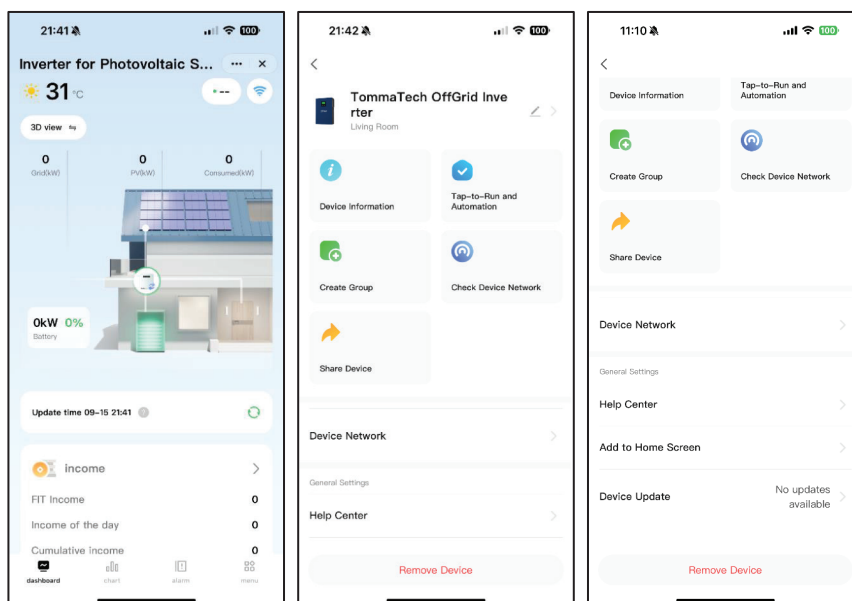 21:41
100
Inverter for Photovoltaic S...
31 °C
--
3D view
0
Grid(kW)
0
PV(kW)
0
Consumed(kW)
0kW 0%
Battery
Update time 09-15 21:41
income
FIT Income 0
Income of the day 0
Cumulative income 0
dashboard
chart
alarm
menu
21:42
100
TommaTech OffGrid Inve
rter
Living Room
Device Information
Tap-to-Run and
Automation
Create Group
Check Device Network
Share Device
Device Network
General Settings
Help Center
Remove Device
11:10
100
Device Information
Tap-to-Run and
Automation
Create Group
Check Device Network
Share Device
Device Network
General Settings
Help Center
Add to Home Screen
Device Update
No updates
available
Remove Device